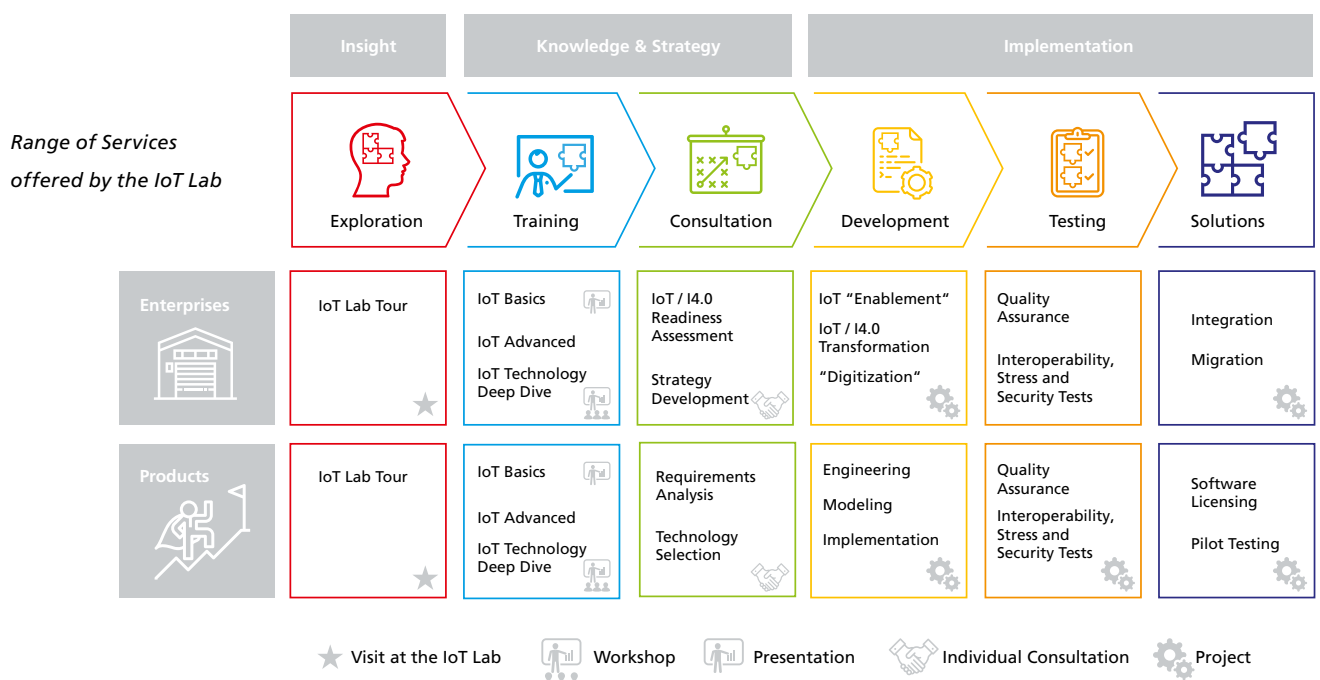 Insight
Knowledge & Strategy
Implementation
Range of Services
offered by the IoT Lab
Exploration
Training
Consultation
Development
Testing
Solutions
Enterprises
IoT Lab Tour
IoT Basics
IoT Advanced
IoT Technology
Deep Dive
IoT / I4.0
Readiness
Assessment
Strategy
Development
IoT “Enablement“
IoT / I4.0
Transformation
“Digitization“
Quality
Assurance
Interoperability,
Stress and
Security Tests
Integration
Migration
Products
IoT Lab Tour
IoT Basics
IoT Advanced
IoT Technology
Deep Dive
Requirements
Analysis
Technology
Selection
Engineering
Modeling
Implementation
Quality
Assurance
Interoperability,
Stress and
Security Tests
Software
Licensing
Pilot Testing
Visit at the IoT Lab
Workshop
Presentation
Individual Consultation
Project